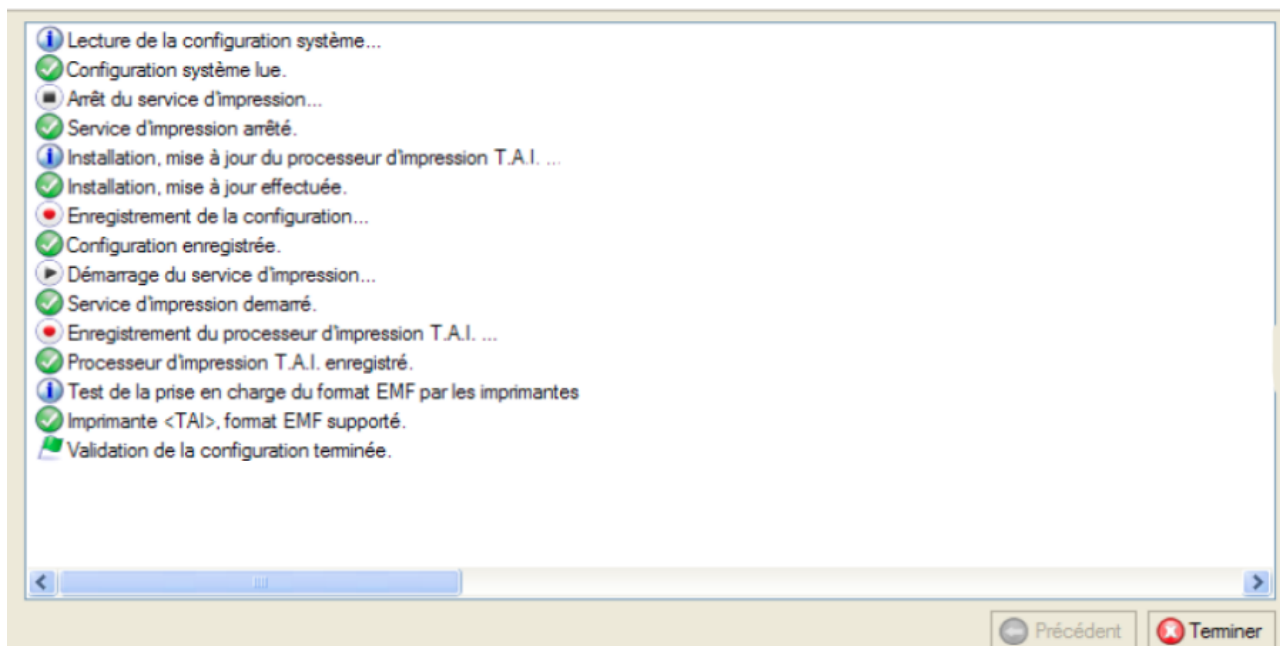 Lecture de la configuration système...
Configuration système lue.
Arrêt du service d'impression...
Service d'impression arrêté.
Installation, mise à jour du processeur d'impression T.A.I. ...
Installation, mise à jour effectuée.
Enregistrement de la configuration...
Configuration enregistrée.
Démarrage du service d'impression...
Service d'impression demarré.
Enregistrement du processeur d'impression T.A.I. ...
Processeur d'impression T.A.I. enregistré.
Test de la prise en charge du format EMF par les imprimantes
Imprimante <TAI>, format EMF supporté.
Validation de la configuration terminée.
Précédent Terminer